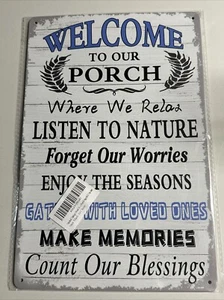 WELCOME
TO OUR
PORCH
Where We Relax
LISTEN TO NATURE
Forget Our Worries
ENJOY THE SEASONS
GATHER WITH LOVED ONES
MAKE MEMORIES
Count Our Blessings